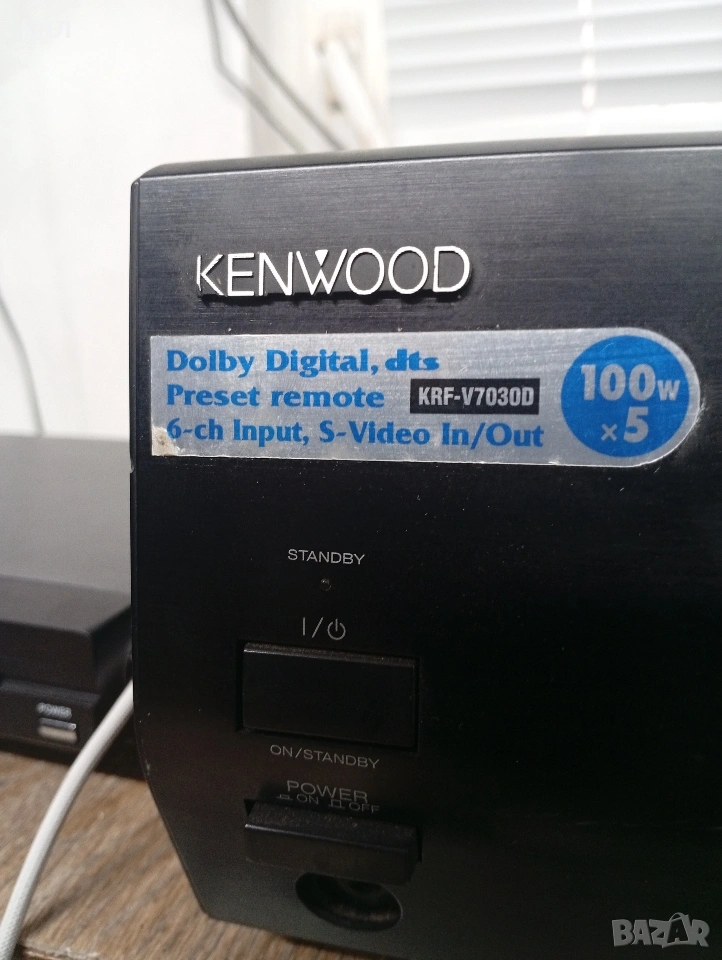 KENWOOD
Dolby Digital, dts
Preset remote KRF-V7030D
6-ch Input, S-Video In/Out
100W
x5
STANDBY
I/⏻
ON/STANDBY
POWER
ON OFF
POWER
BAZAR